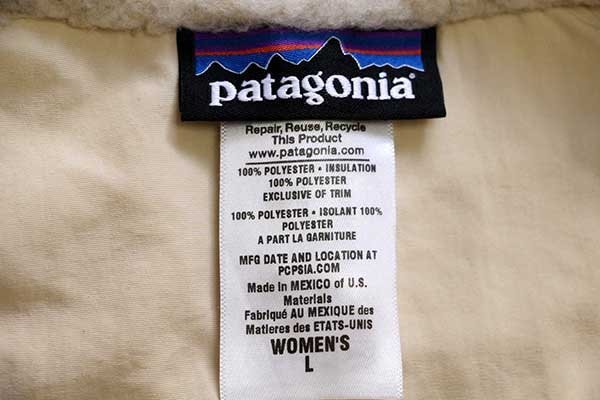 patagonia®
Repair, Reuse, Recycle
This Product
www.patagonia.com
100% POLYESTER • INSULATION
100% POLYESTER
EXCLUSIVE OF TRIM
100% POLYESTER • ISOLANT 100%
POLYESTER
A PART LA GARNITURE
MFG DATE AND LOCATION AT
PCPSIA.COM
Made in MEXICO of U.S.
Materials
Fabriqué AU MEXIQUE des
Matieres des ETATS-UNIS
WOMEN'S
L